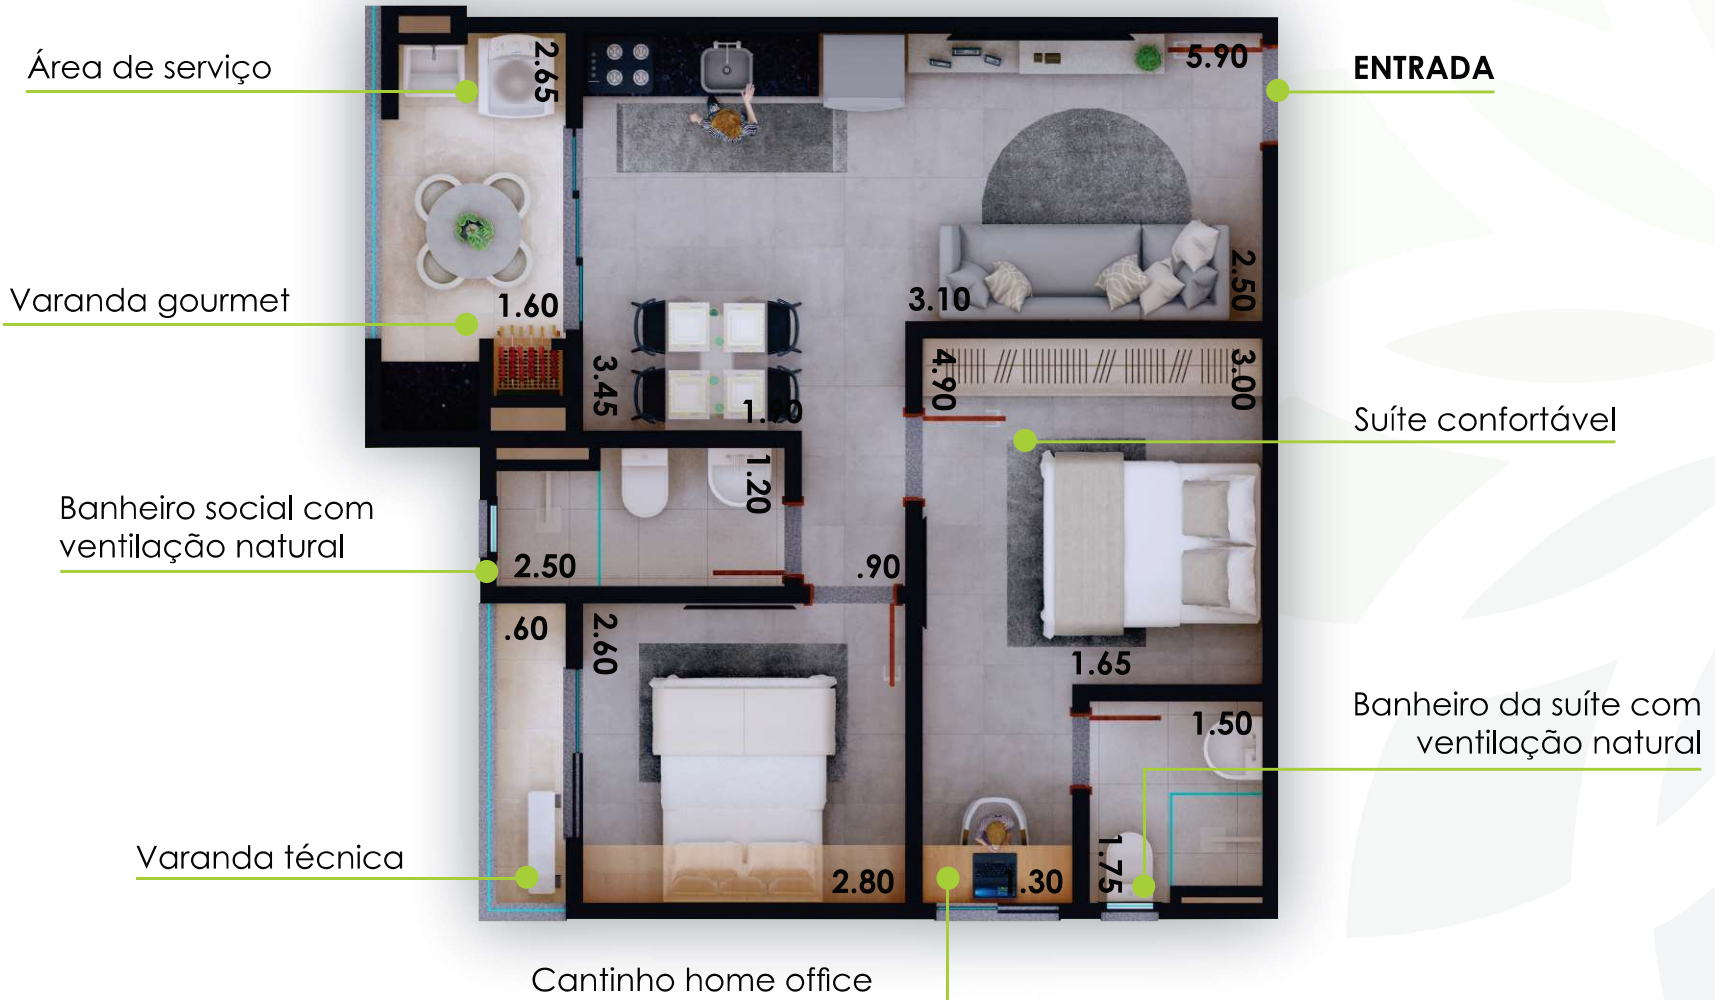 Área de serviço
2.65
5.90
ENTRADA
Varanda gourmet
1.60
3.10
2.50
3.45
1.90
4.90
3.00
Suíte confortável
1.20
Banheiro social com
ventilação natural
2.50
.90
.60
2.60
1.65
1.50
Banheiro da suíte com
ventilação natural
Varanda técnica
2.80
1.30
1.75
Cantinho home office